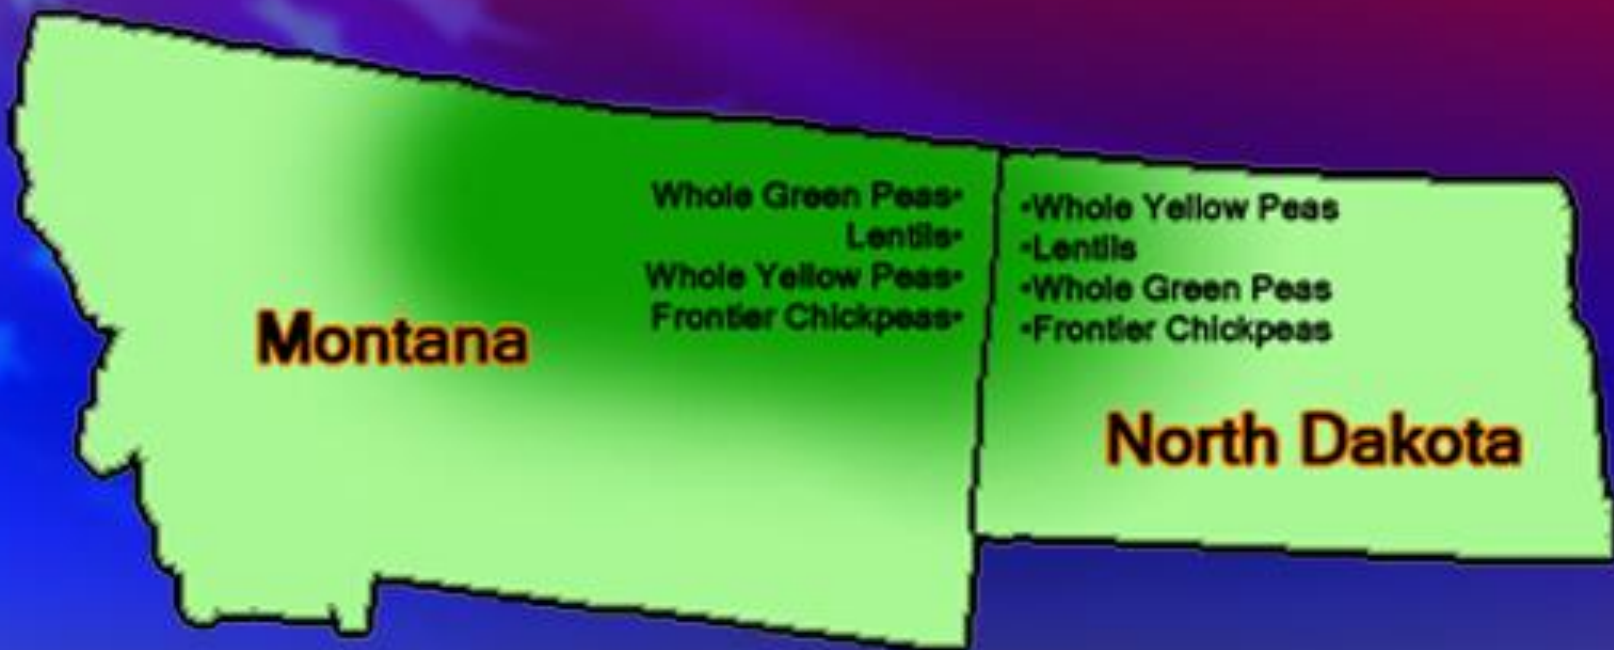 Whole Green Peas•
Lentils•
Whole Yellow Peas•
Frontier Chickpeas•
Montana
•Whole Yellow Peas
•Lentils
•Whole Green Peas
•Frontier Chickpeas
North Dakota